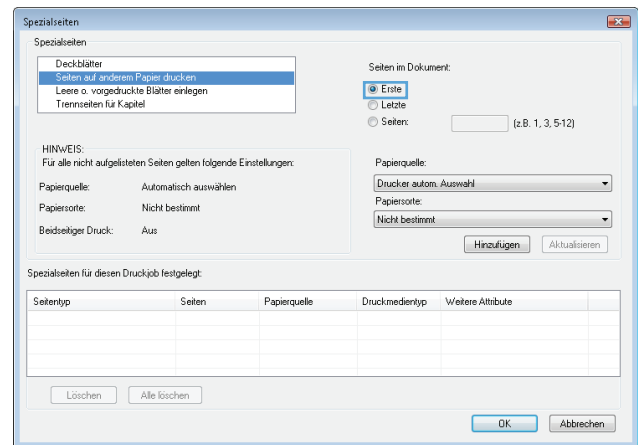 Spezialseiten
Spezialseiten
Deckblätter
Seiten auf anderem Papier drucken
Leere o. vorgedruckte Blätter einlegen
Trennseiten für Kapitel
Seiten im Dokument:
Erste
Letzte
Seiten: (z.B. 1, 3, 5-12)
HINWEIS:
Für alle nicht aufgelisteten Seiten gelten folgende Einstellungen:
Papierquelle: Automatisch auswählen
Papiersorte: Nicht bestimmt
Beidseitiger Druck: Aus
Papierquelle:
Drucker autom. Auswahl
Papiersorte:
Nicht bestimmt
Hinzufügen Aktualisieren
Spezialseiten für diesen Druckjob festgelegt:
Seitentyp Seiten Papierquelle Druckmedientyp Weitere Attribute
Löschen Alle löschen
OK Abbrechen